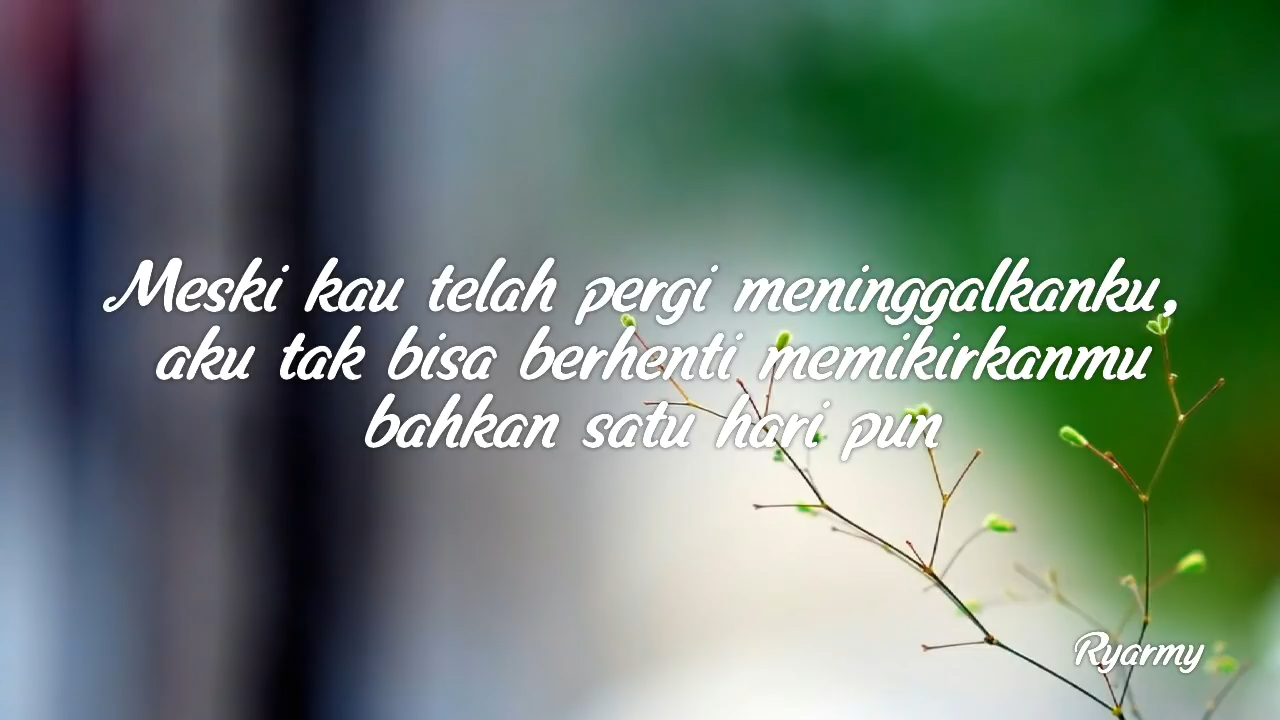 Meski kau telah pergi meninggalkanku,
aku tak bisa berhenti memikirkanmu
bahkan satu hari pun
Ryarmy